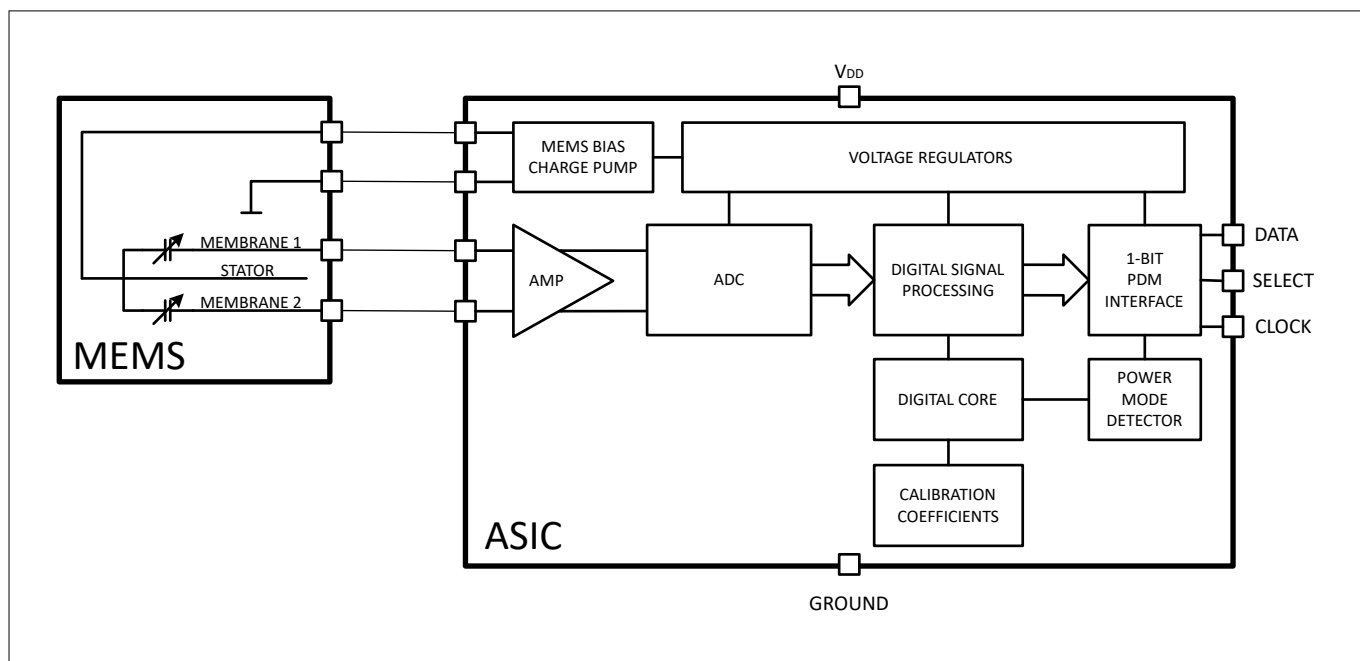 VDD
MEMS BIAS
CHARGE PUMP
VOLTAGE REGULATORS
MEMBRANE 1
STATOR
MEMBRANE 2
MEMS
AMP
ADC
DIGITAL SIGNAL
PROCESSING
1-BIT
PDM
INTERFACE
DATA
SELECT
CLOCK
DIGITAL CORE
POWER
MODE
DETECTOR
CALIBRATION
COEFFICIENTS
ASIC
GROUND